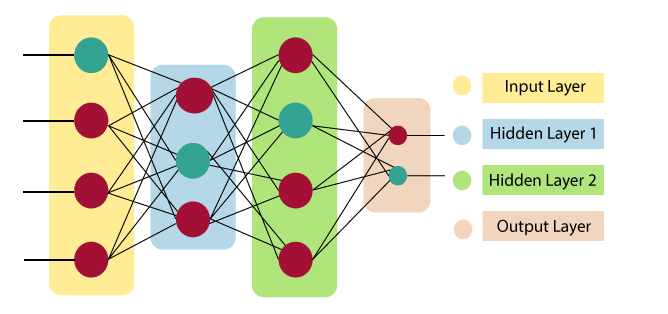 Input Layer
Hidden Layer 1
Hidden Layer 2
Output Layer